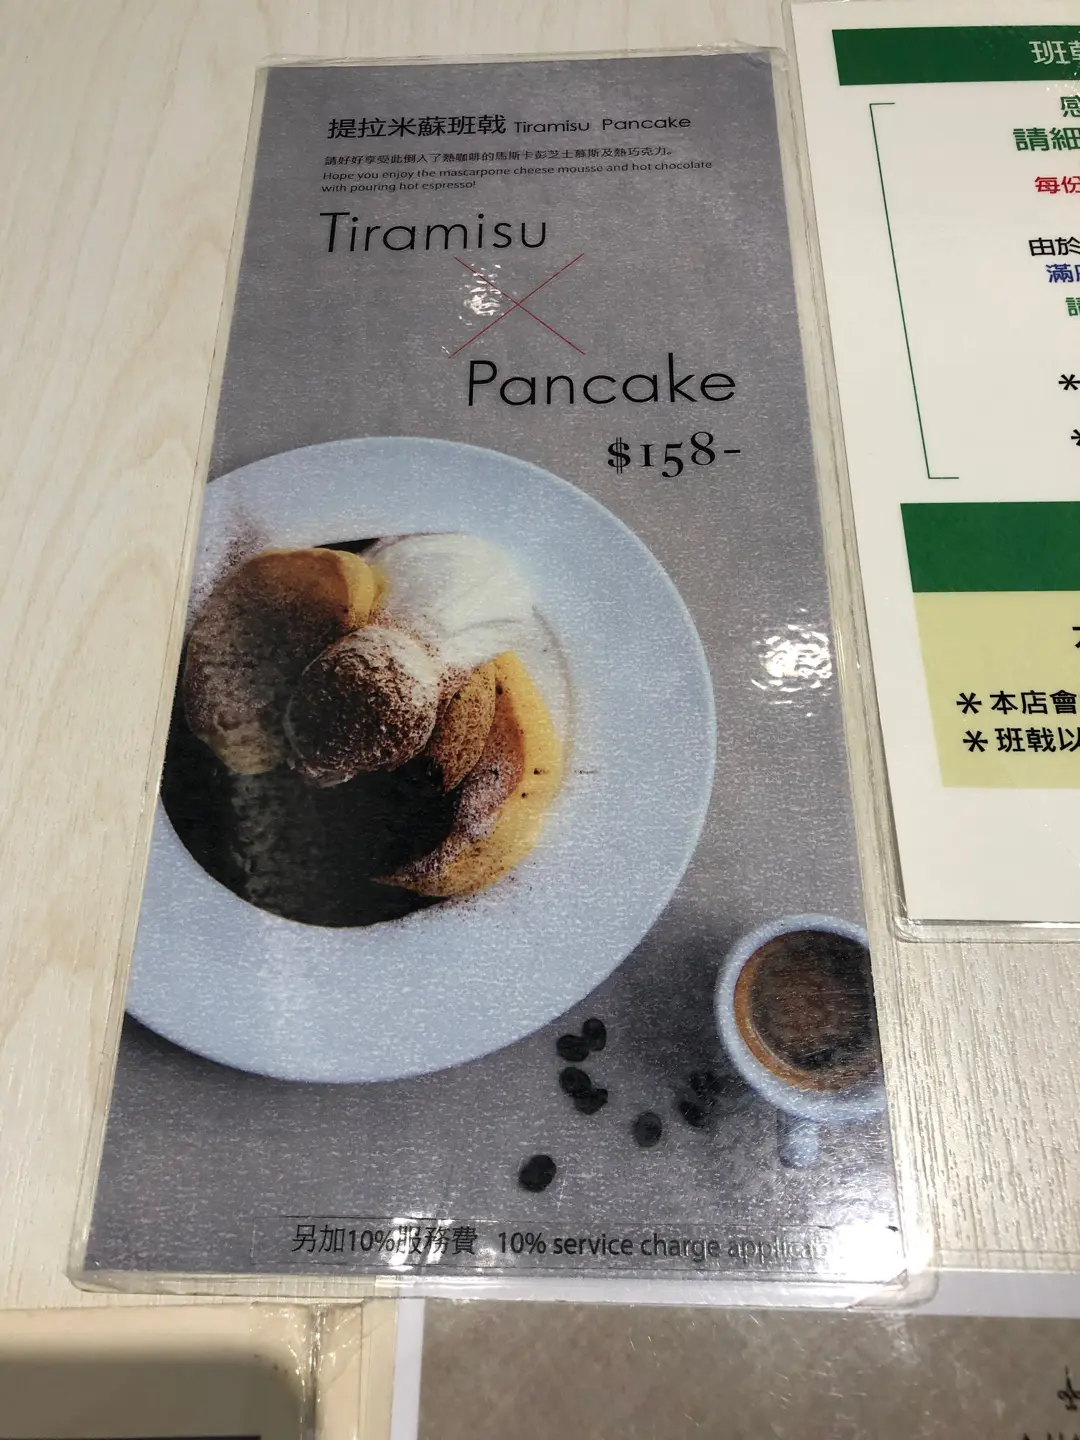 提拉米蘇班戟 Tiramisu Pancake
請好好享受此倒入了熱咖啡的馬斯卡彭芝士慕斯及熱巧克力。
Hope you enjoy the mascarpone cheese mousse and hot chocolate
with pouring hot espresso!
Tiramisu
Pancake
$158-
另加10%服務費 10% service charge
班戟
感
請細
每份
由於
滿
*
*
* 本店會
* 班戟以